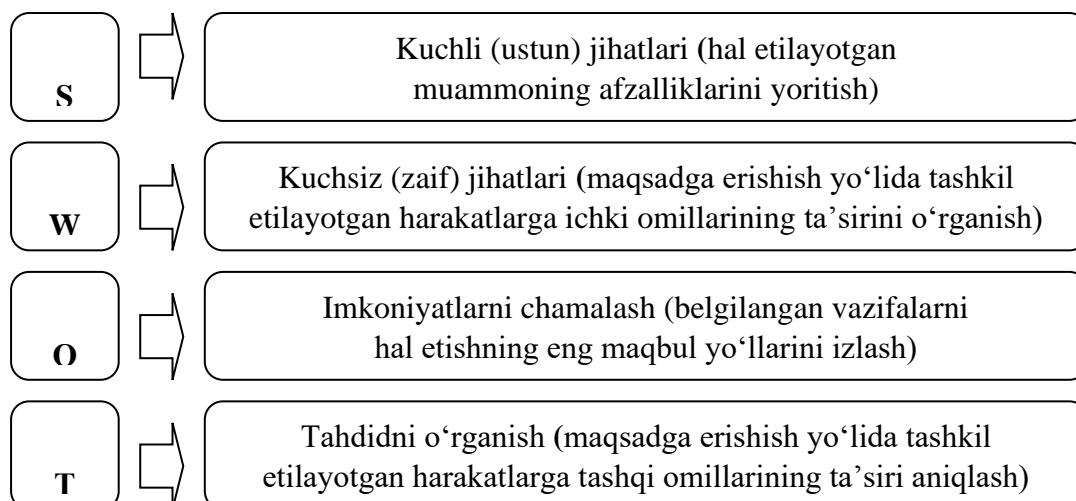 S
Kuchli (ustun) jihatlari (hal etilayotgan
muammoning afzalliklarini yoritish)
W
Kuchsiz (zaif) jihatlari (maqsadga erishish yo‘lida tashkil
etilayotgan harakatlarga ichki omillarining ta’sirini o‘rganish)
O
Imkoniyatlarni chamalash (belgilangan vazifalarni
hal etishning eng maqbul yo‘llarini izlash)
T
Tahdidni o‘rganish (maqsadga erishish yo‘lida tashkil
etilayotgan harakatlarga tashqi omillarining ta’siri aniqlash)